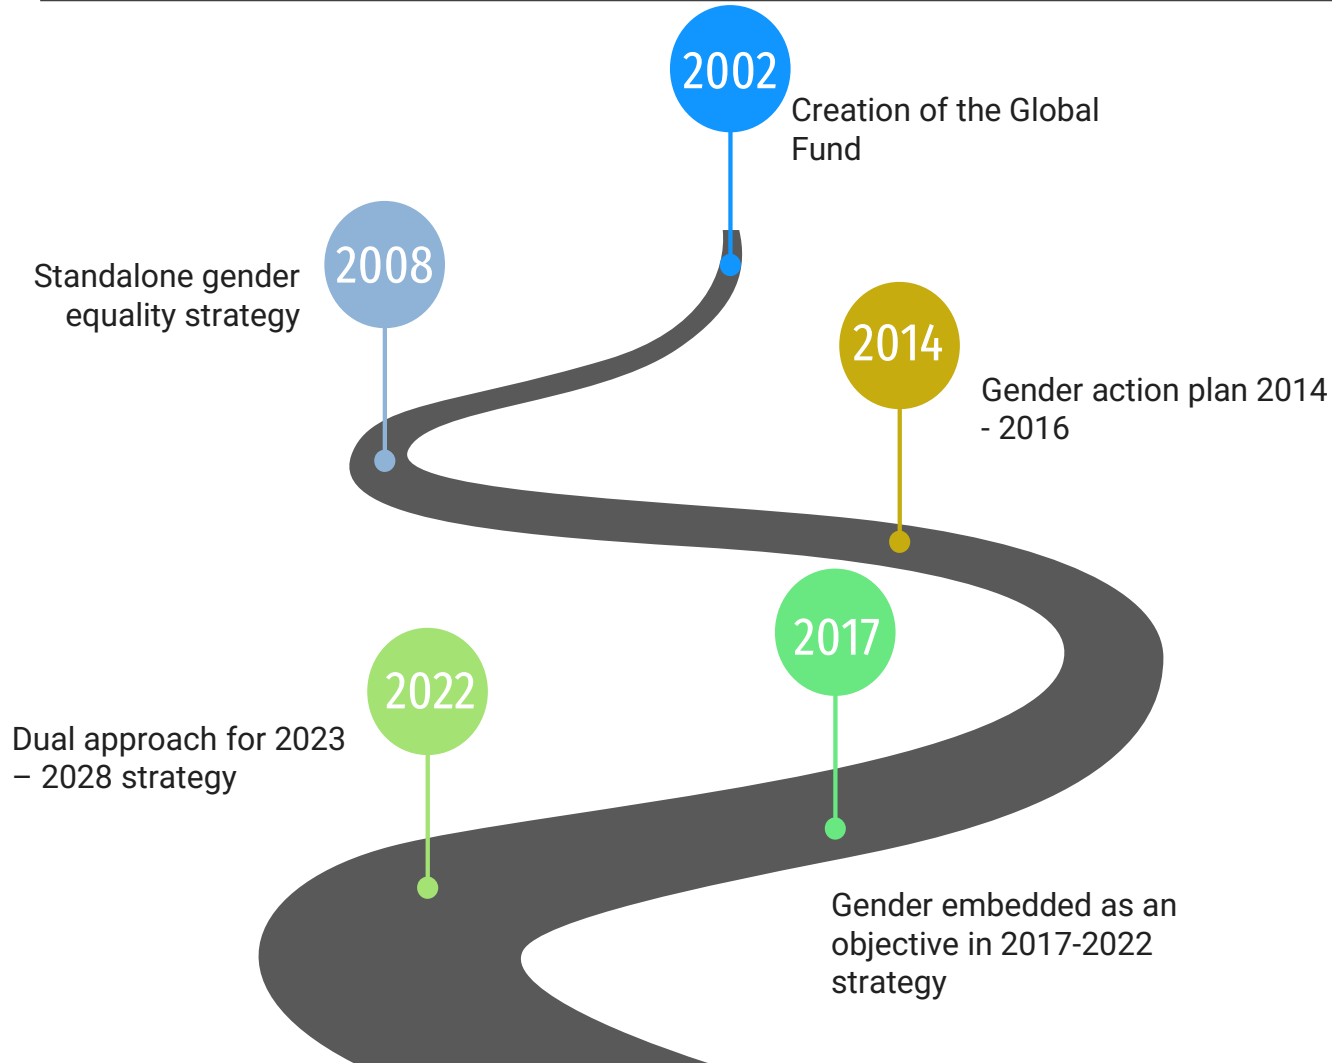 2002
Creation of the Global
Fund
2008
Standalone gender
equality strategy
2014
Gender action plan 2014
- 2016
2017
Gender embedded as an
objective in 2017-2022
strategy
2022
Dual approach for 2023
– 2028 strategy